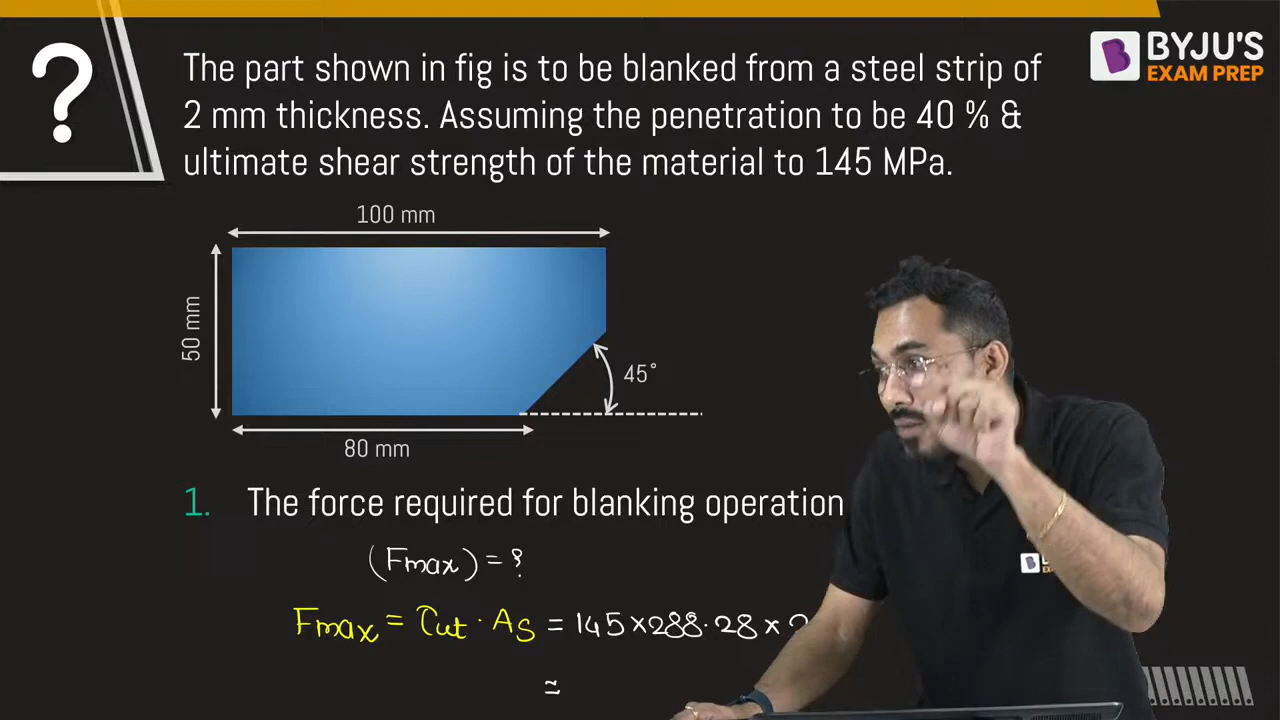 ?
The part shown in fig is to be blanked from a steel strip of
2 mm thickness. Assuming the penetration to be 40 % &
ultimate shear strength of the material to 145 MPa.
BYJU'S
EXAM PREP
100 mm
50 mm
45°
80 mm
1. The force required for blanking operation
(Fmax) = ?
Fmax = τut · As = 145 × 288.28 ×
≈